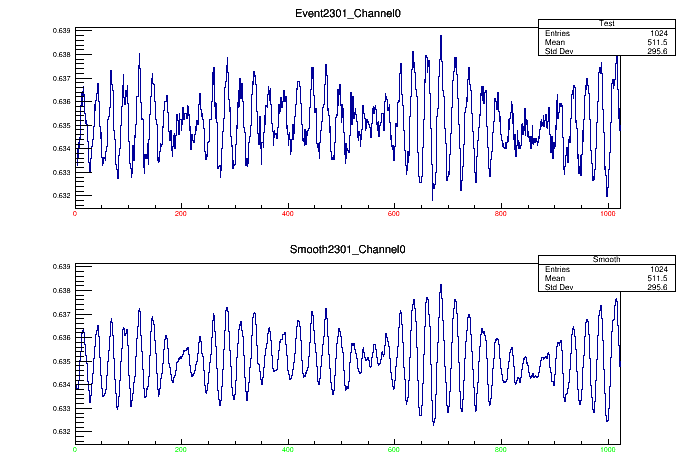 Event2301_Channel0
Test
Entries 1024
Mean 511.5
Std Dev 295.6
0.639
0.638
0.637
0.636
0.635
0.634
0.633
0.632
0 200 400 600 800 1000
Smooth2301_Channel0
Smooth
Entries 1024
Mean 511.5
Std Dev 295.6
0.639
0.638
0.637
0.636
0.635
0.634
0.633
0.632
0 200 400 600 800 1000